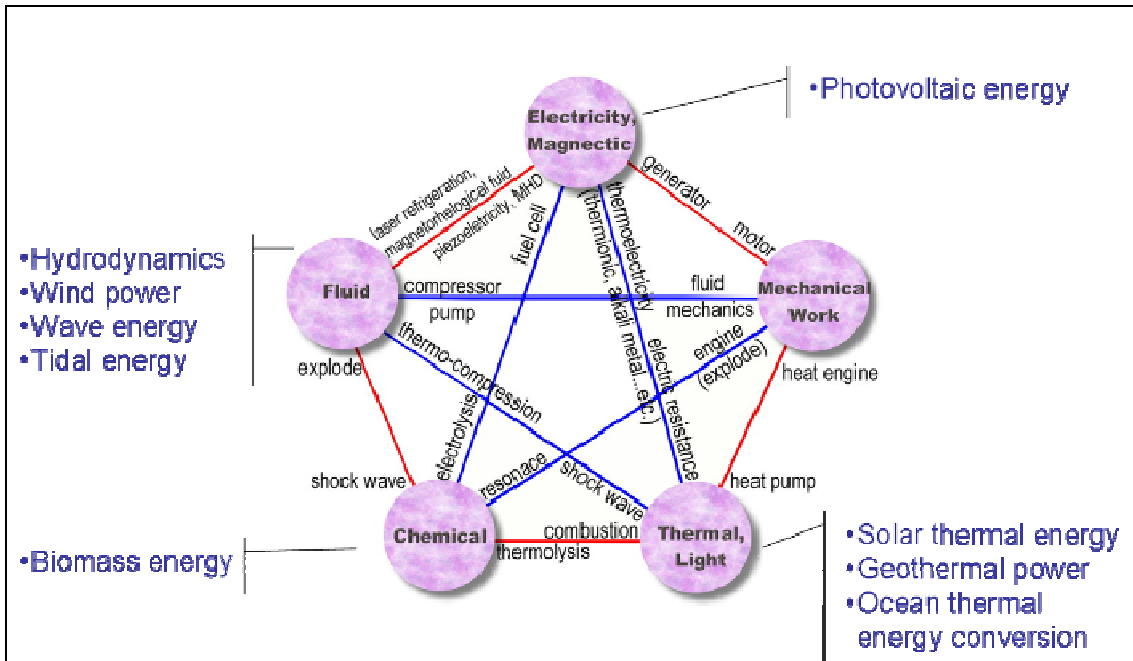 •Photovoltaic energy
Electricity,
Magnectic
laser refrigeration,
magnetorhelogical fluid
piezoeletricity, MHD
fuel cell
thermoelectricity
(thermionic, alkali metal...etc.)
generator
motor
•Hydrodynamics
•Wind power
•Wave energy
•Tidal energy
Fluid
compressor
pump
fluid
mechanics
Mechanical
Work
explode
thermo-compression
electric resistance
engine
(explode)
heat engine
electrolysis
shock wave
resonace
shock wave
heat pump
•Biomass energy
Chemical
combustion
thermolysis
Thermal,
Light
•Solar thermal energy
•Geothermal power
•Ocean thermal
energy conversion